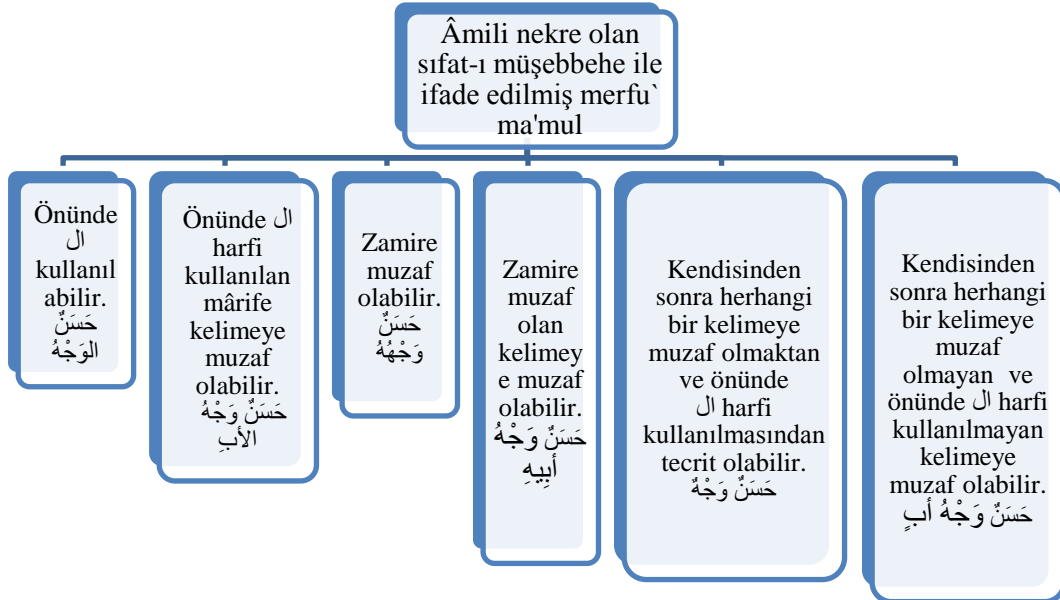 Âmili nekre olan
sıfat-ı müşebbehe ile
ifade edilmiş merfu`
ma'mul
Önünde
ال
kullanıl
abilir.
حَسَنٌ
الوَجْهُ
Önünde ال
harfi
kullanılan
mârife
kelimeye
muzaf
olabilir.
حَسَنٌ وَجْهُ
الأبِ
Zamire
muzaf
olabilir.
حَسَنٌ
وَجْهُهُ
Zamire
muzaf
olan
kelimey
e muzaf
olabilir.
حَسَنٌ وَجْهُ
أبِيهِ
Kendisinden
sonra herhangi
bir kelimeye
muzaf olmaktan
ve önünde
ال harfi
kullanılmasından
tecrit olabilir.
حَسَنٌ وَجْهٌ
Kendisinden
sonra herhangi
bir kelimeye
muzaf
olmayan ve
önünde ال harfi
kullanılmayan
kelimeye
muzaf olabilir.
حَسَنٌ وَجْهُ أبٍ